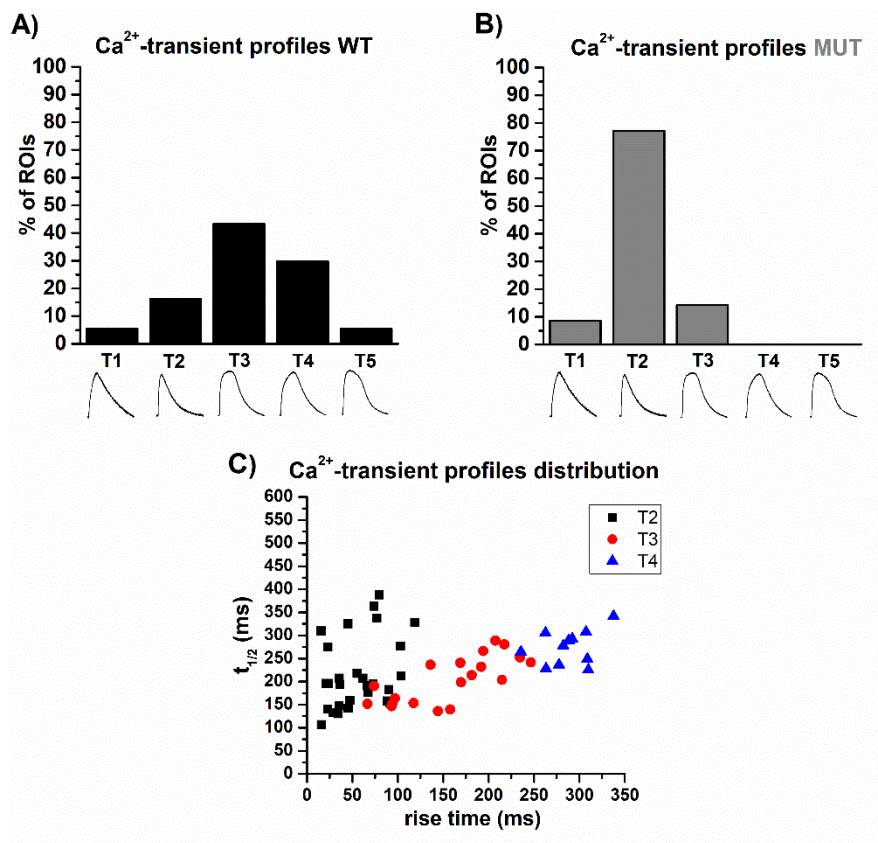 A)
Ca²⁺-transient profiles WT
100
90
80
70
60
50
40
30
20
10
0
% of ROIs
T1 T2 T3 T4 T5
B)
Ca²⁺-transient profiles MUT
100
90
80
70
60
50
40
30
20
10
0
% of ROIs
T1 T2 T3 T4 T5
C)
Ca²⁺-transient profiles distribution
600
550
500
450
400
350
300
250
200
150
100
50
0
t1/2 (ms)
T2
T3
T4
0 50 100 150 200 250 300 350
rise time (ms)